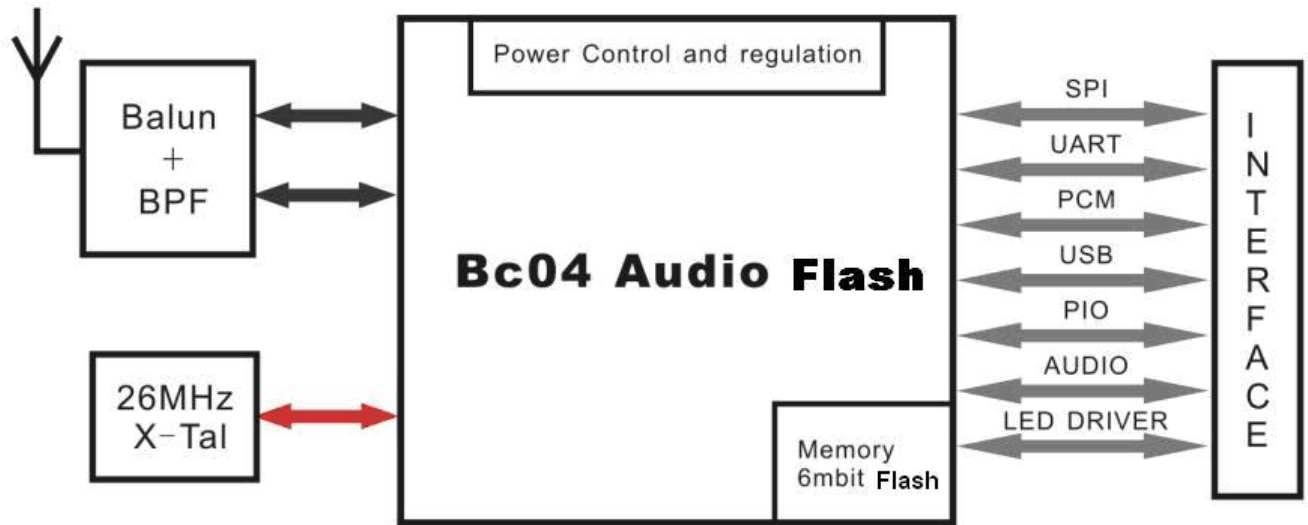 Power Control and regulation
Balun
+
BPF
Bc04 Audio Flash
26MHz
X-Tal
Memory
6mbit Flash
SPI
UART
PCM
USB
PIO
AUDIO
LED DRIVER
INTERFACE